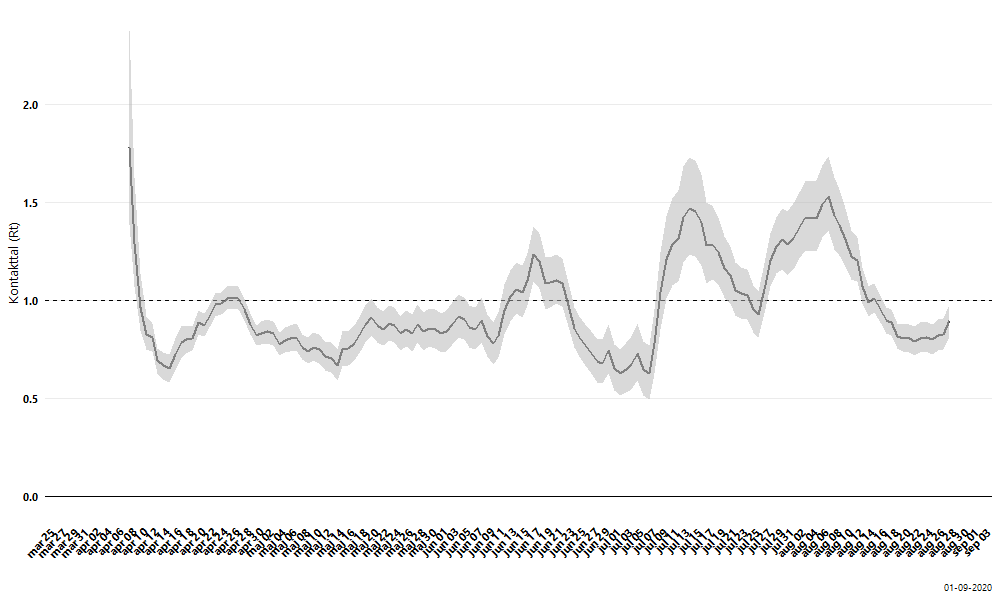 2.0
1.5
1.0
0.5
0.0
Kontakttal (Rt)
mar 25
mar 27
mar 29
mar 31
apr 02
apr 04
apr 06
apr 08
apr 10
apr 12
apr 14
apr 16
apr 18
apr 20
apr 22
apr 24
apr 26
apr 28
apr 30
maj 02
maj 04
maj 06
maj 08
maj 10
maj 12
maj 14
maj 16
maj 18
maj 20
maj 22
maj 24
maj 26
maj 28
maj 30
jun 01
jun 03
jun 05
jun 07
jun 09
jun 11
jun 13
jun 15
jun 17
jun 19
jun 21
jun 23
jun 25
jun 27
jun 29
jul 01
jul 03
jul 05
jul 07
jul 09
jul 11
jul 13
jul 15
jul 17
jul 19
jul 21
jul 23
jul 25
jul 27
jul 29
jul 31
aug 02
aug 04
aug 06
aug 08
aug 10
aug 12
aug 14
aug 16
aug 18
aug 20
aug 22
aug 24
aug 26
aug 28
aug 30
sep 01
sep 03
01-09-2020